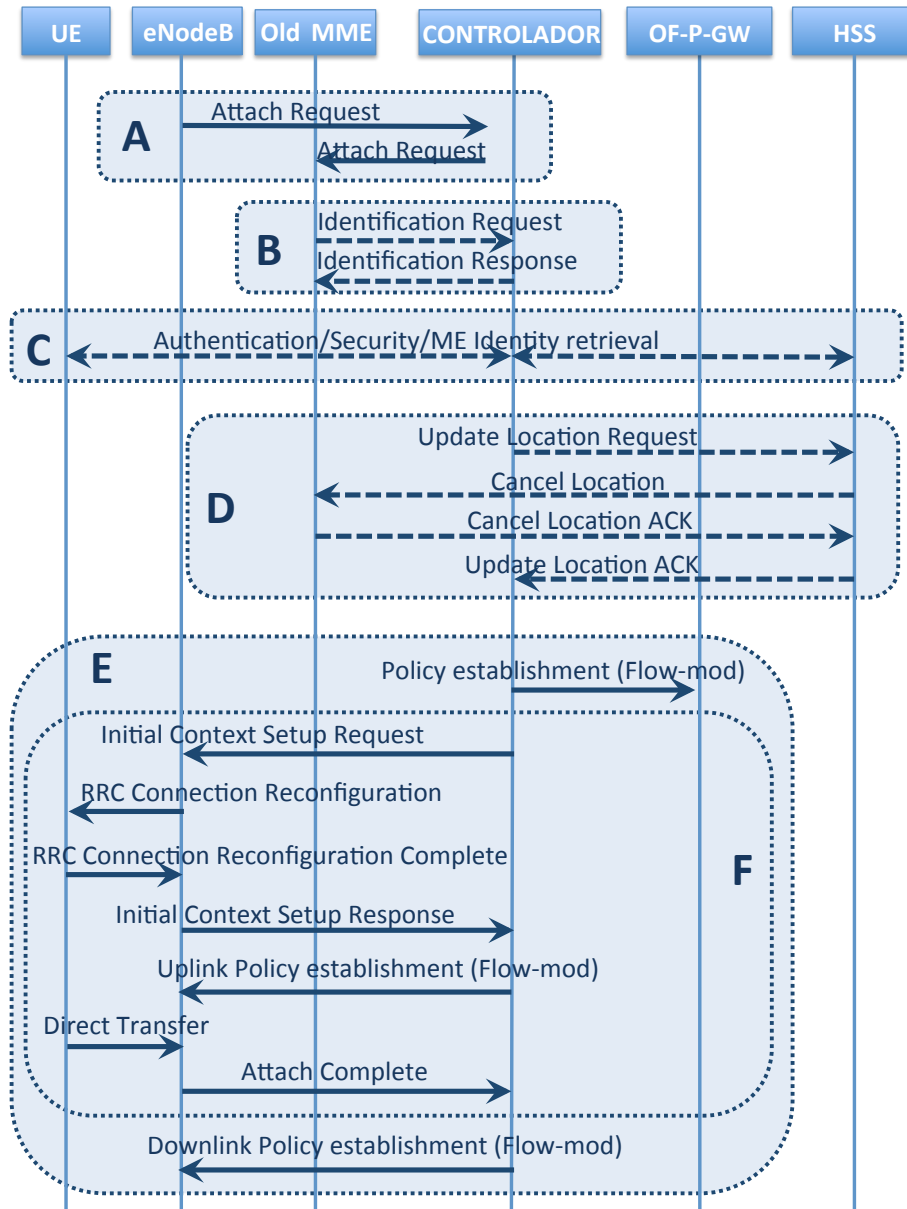 UE eNodeB Old MME CONTROLADOR OF-P-GW HSS
A
Attach Request
Attach Request
B
Identification Request
Identification Response
C
Authentication/Security/ME Identity retrieval
D
Update Location Request
Cancel Location
Cancel Location ACK
Update Location ACK
E
Policy establishment (Flow-mod)
F
Initial Context Setup Request
RRC Connection Reconfiguration
RRC Connection Reconfiguration Complete
Initial Context Setup Response
Uplink Policy establishment (Flow-mod)
Direct Transfer
Attach Complete
Downlink Policy establishment (Flow-mod)